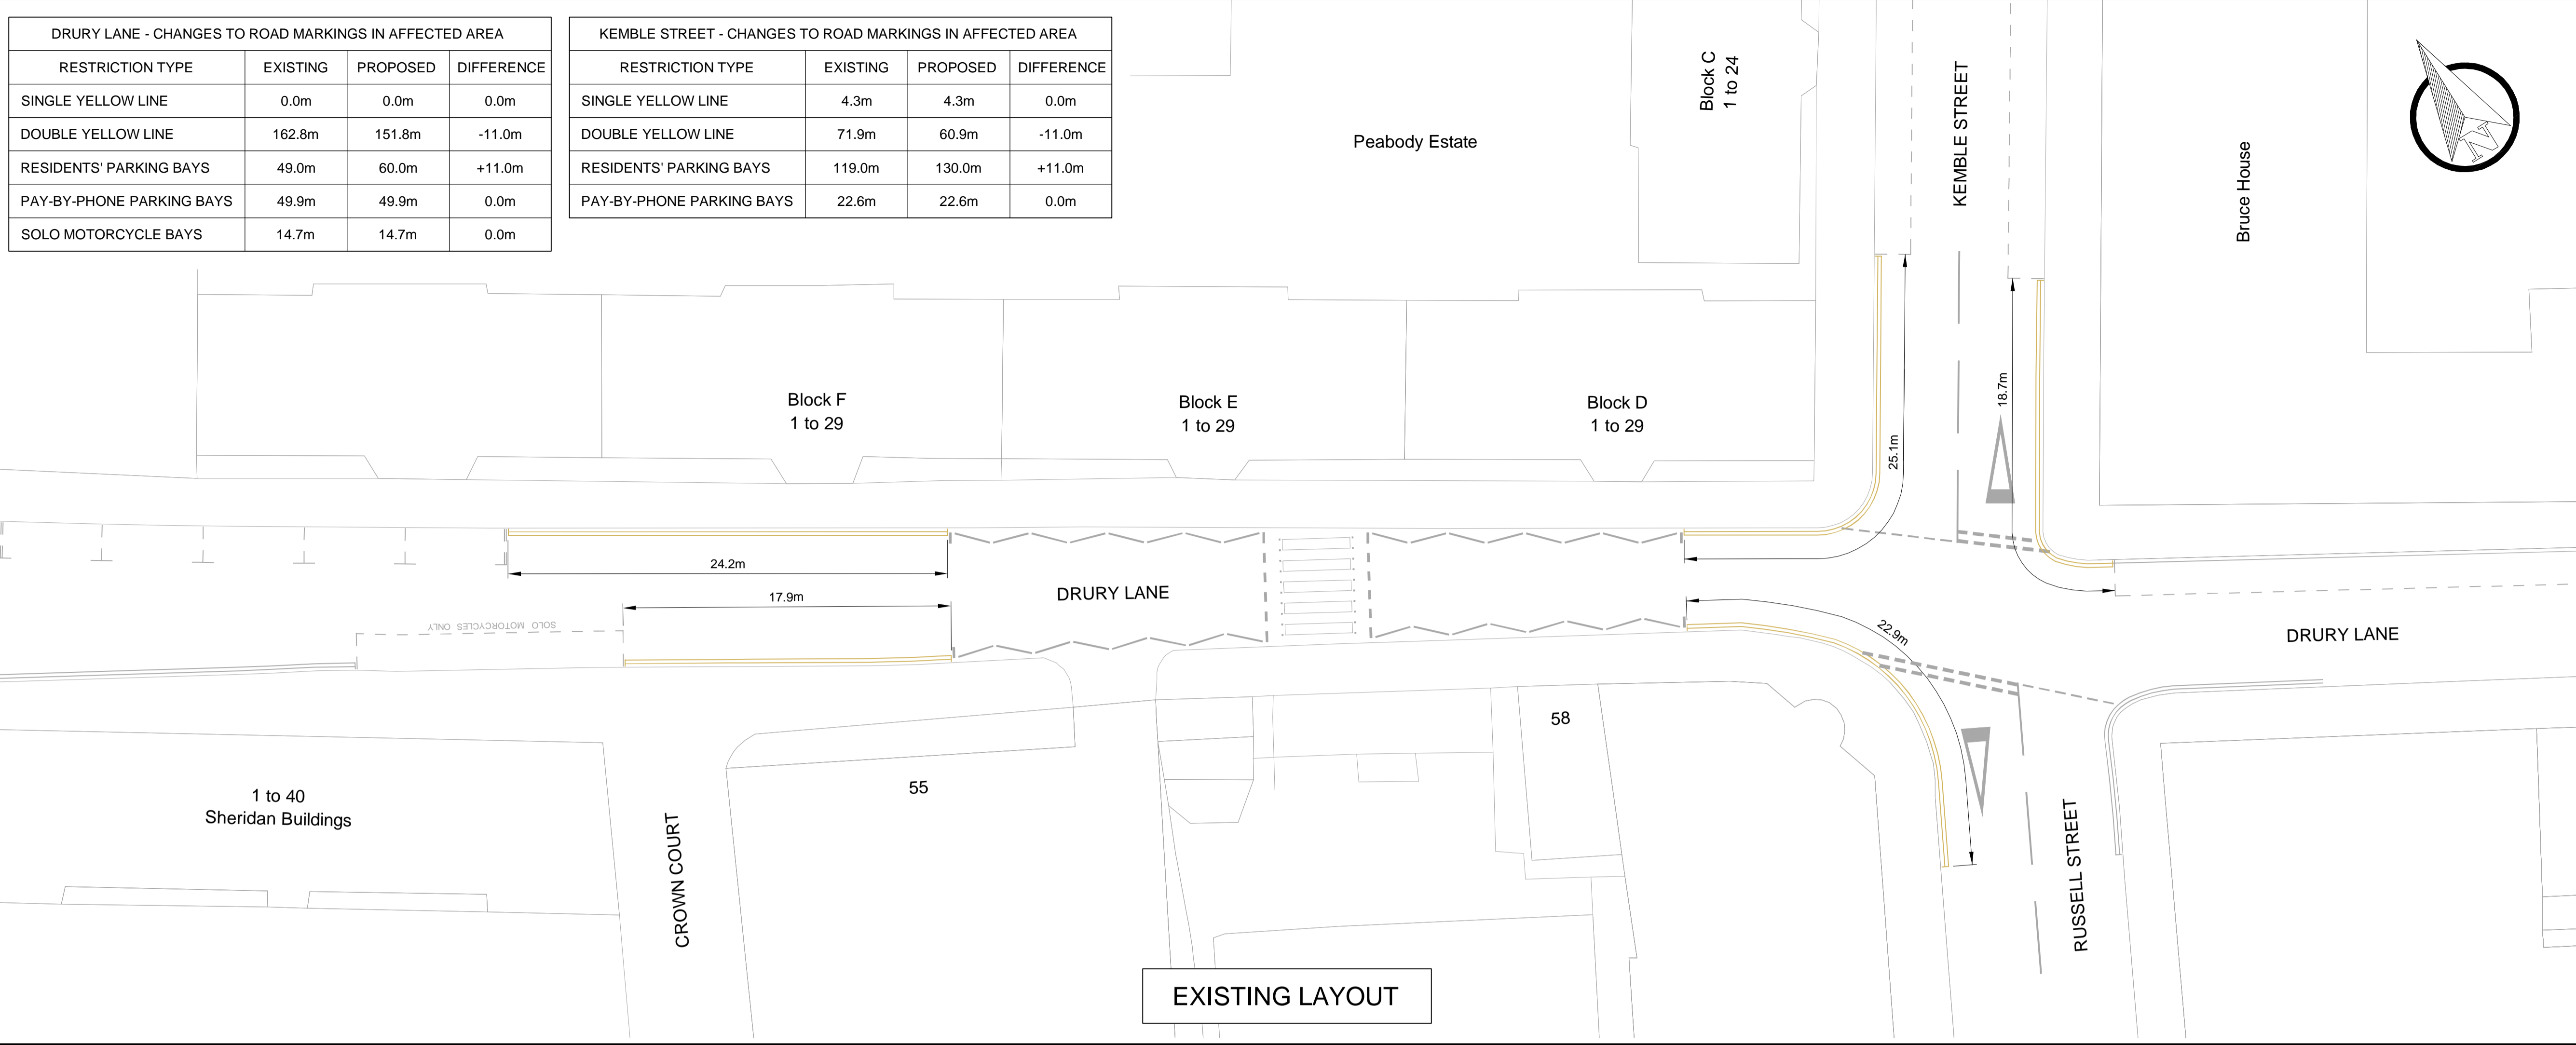 DRURY LANE - CHANGES TO ROAD MARKINGS IN AFFECTED AREA
RESTRICTION TYPE EXISTING PROPOSED DIFFERENCE
SINGLE YELLOW LINE 0.0m 0.0m 0.0m
DOUBLE YELLOW LINE 162.8m 151.8m -11.0m
RESIDENTS' PARKING BAYS 49.0m 60.0m +11.0m
PAY-BY-PHONE PARKING BAYS 49.9m 49.9m 0.0m
SOLO MOTORCYCLE BAYS 14.7m 14.7m 0.0m
KEMBLE STREET - CHANGES TO ROAD MARKINGS IN AFFECTED AREA
RESTRICTION TYPE EXISTING PROPOSED DIFFERENCE
SINGLE YELLOW LINE 4.3m 4.3m 0.0m
DOUBLE YELLOW LINE 71.9m 60.9m -11.0m
RESIDENTS' PARKING BAYS 119.0m 130.0m +11.0m
PAY-BY-PHONE PARKING BAYS 22.6m 22.6m 0.0m
Peabody Estate
Block C
1 to 24
KEMBLE STREET
Bruce House
N
Block F
1 to 29
Block E
1 to 29
Block D
1 to 29
25.1m
18.7m
24.2m
17.9m
DRURY LANE
SOLO MOTORCYCLES ONLY
22.9m
DRURY LANE
58
55
1 to 40
Sheridan Buildings
CROWN COURT
RUSSELL STREET
EXISTING LAYOUT